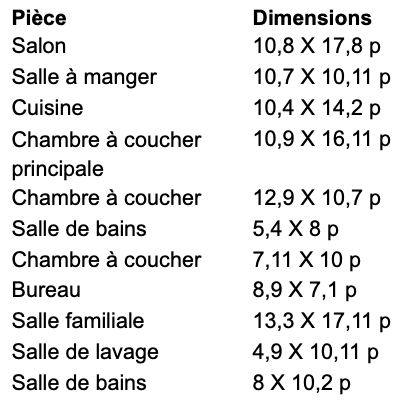 Pièce Dimensions
Salon 10,8 X 17,8 p
Salle à manger 10,7 X 10,11 p
Cuisine 10,4 X 14,2 p
Chambre à coucher 10,9 X 16,11 p
principale
Chambre à coucher 12,9 X 10,7 p
Salle de bains 5,4 X 8 p
Chambre à coucher 7,11 X 10 p
Bureau 8,9 X 7,1 p
Salle familiale 13,3 X 17,11 p
Salle de lavage 4,9 X 10,11 p
Salle de bains 8 X 10,2 p